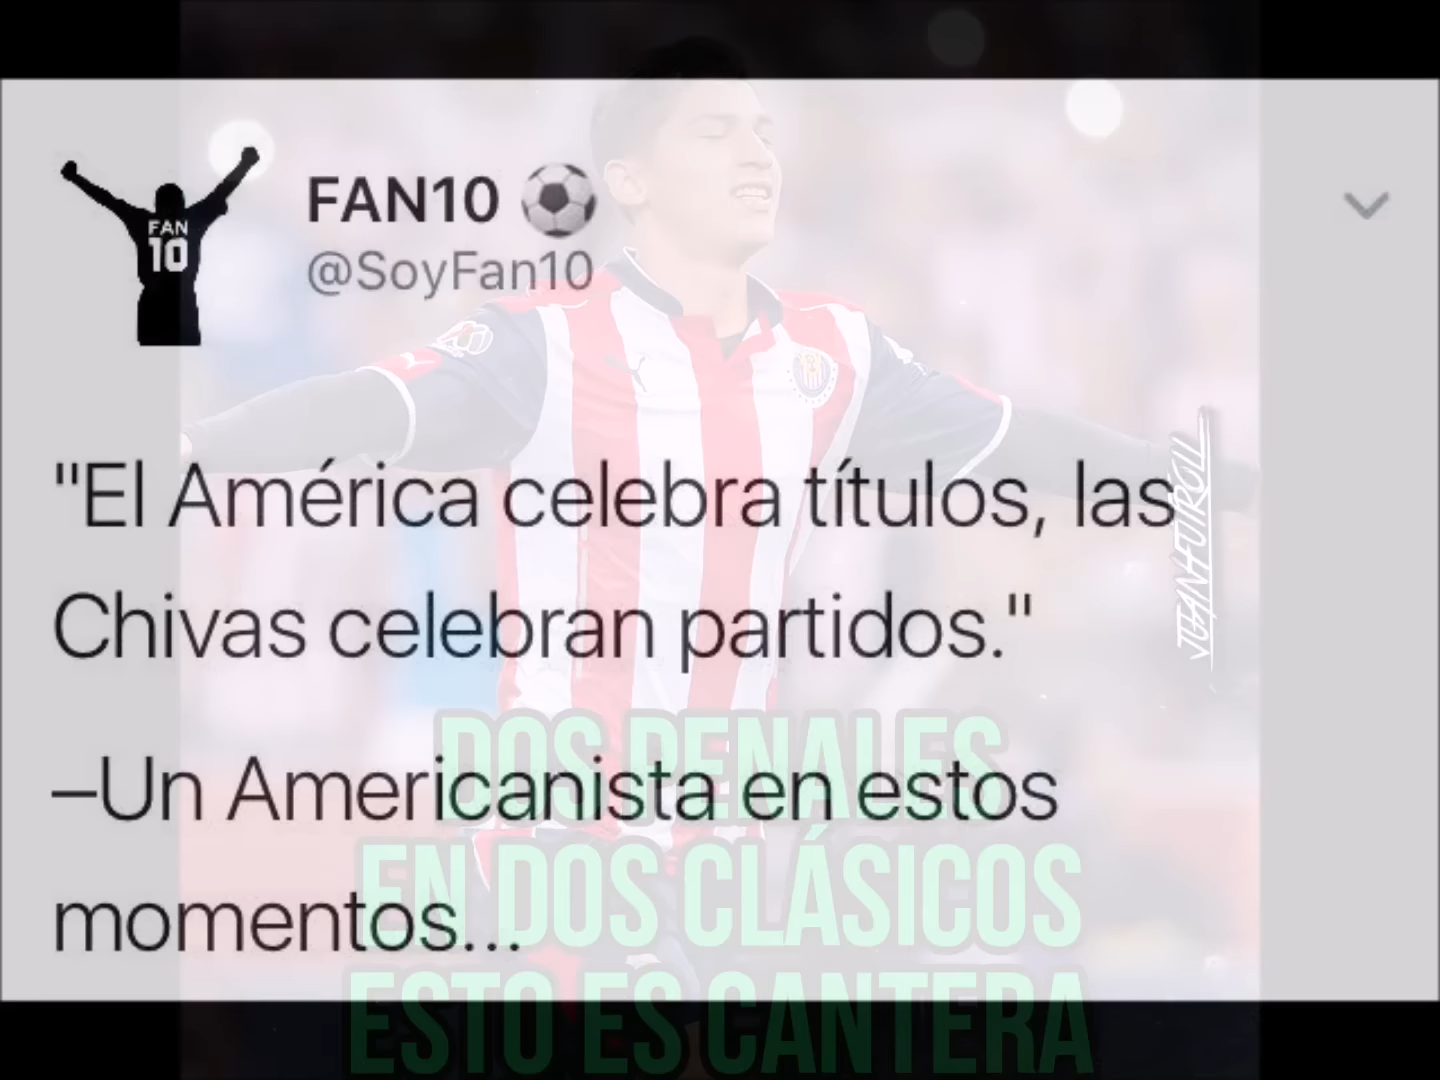 FAN
10
FAN10
@SoyFan10
"El América celebra títulos, las
Chivas celebran partidos."
–Un Americanista en estos
momentos...
JGANFUTROLL
DOS PENALES
EN DOS CLÁSICOS
ESTO ES CANTERA